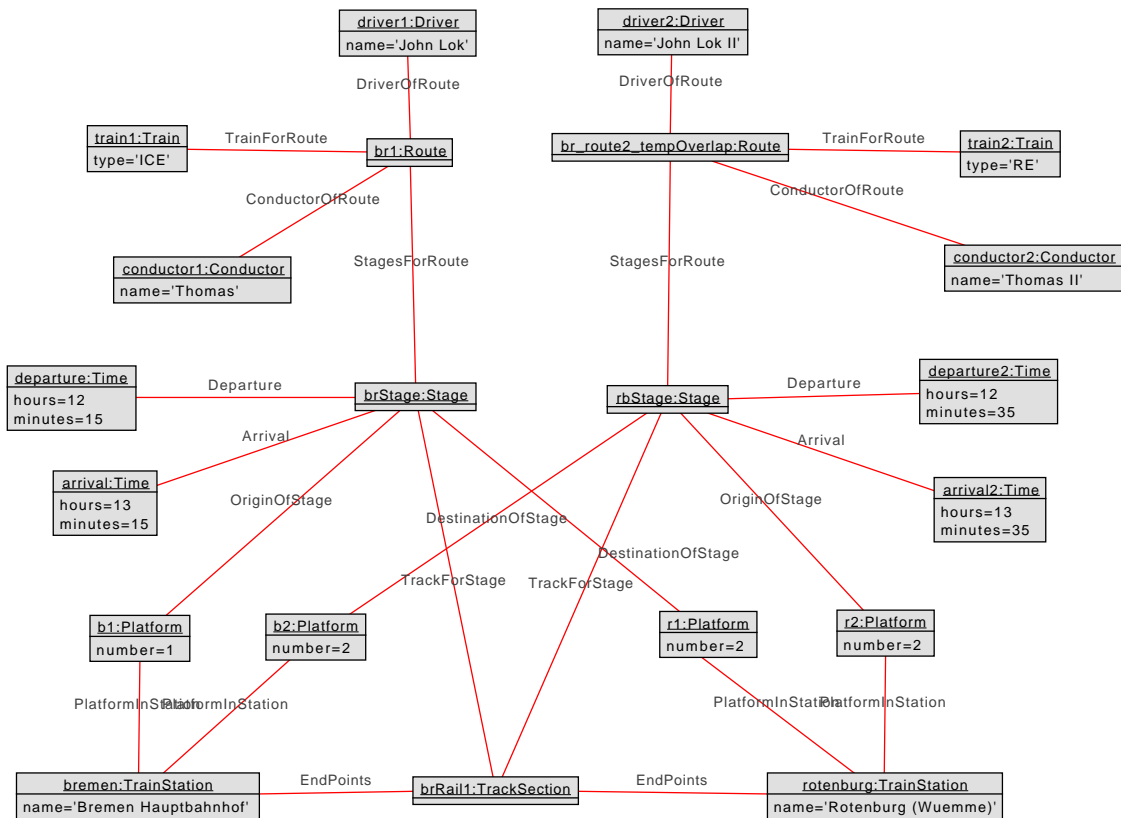 driver1:Driver
name='John Lok'
driver2:Driver
name='John Lok II'
DriverOfRoute
DriverOfRoute
train1:Train
type='ICE'
TrainForRoute
br1:Route
br_route2_tempOverlap:Route
TrainForRoute
train2:Train
type='RE'
ConductorOfRoute
ConductorOfRoute
conductor1:Conductor
name='Thomas'
StagesForRoute
StagesForRoute
conductor2:Conductor
name='Thomas II'
departure:Time
hours=12
minutes=15
Departure
brStage:Stage
rbStage:Stage
Departure
departure2:Time
hours=12
minutes=35
Arrival
Arrival
arrival:Time
hours=13
minutes=15
OriginOfStage
OriginOfStage
arrival2:Time
hours=13
minutes=35
DestinationOfStage
DestinationOfStage
TrackForStage
TrackForStage
b1:Platform
number=1
b2:Platform
number=2
r1:Platform
number=2
r2:Platform
number=2
PlatformInStation
PlatformInStation
PlatformInStation
PlatformInStation
bremen:TrainStation
name='Bremen Hauptbahnhof'
EndPoints
brRail1:TrackSection
EndPoints
rotenburg:TrainStation
name='Rotenburg (Wuemme)'